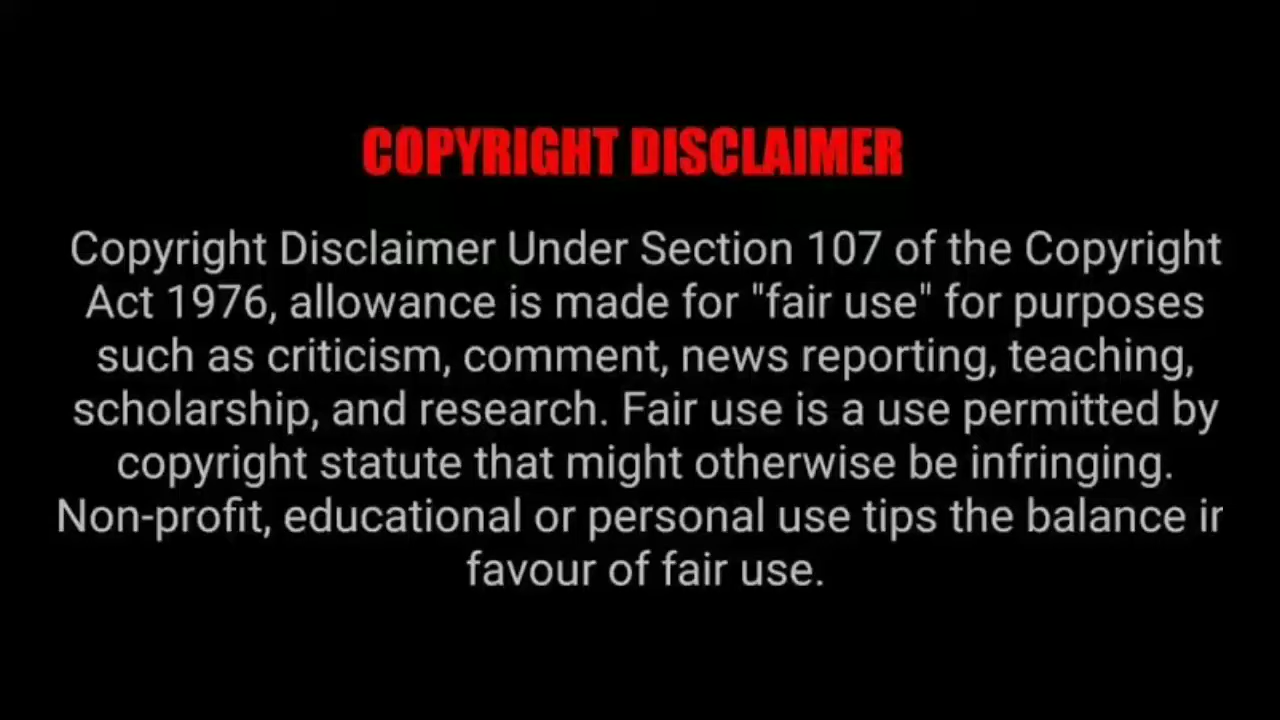 COPYRIGHT DISCLAIMER
Copyright Disclaimer Under Section 107 of the Copyright
Act 1976, allowance is made for "fair use" for purposes
such as criticism, comment, news reporting, teaching,
scholarship, and research. Fair use is a use permitted by
copyright statute that might otherwise be infringing.
Non-profit, educational or personal use tips the balance in
favour of fair use.